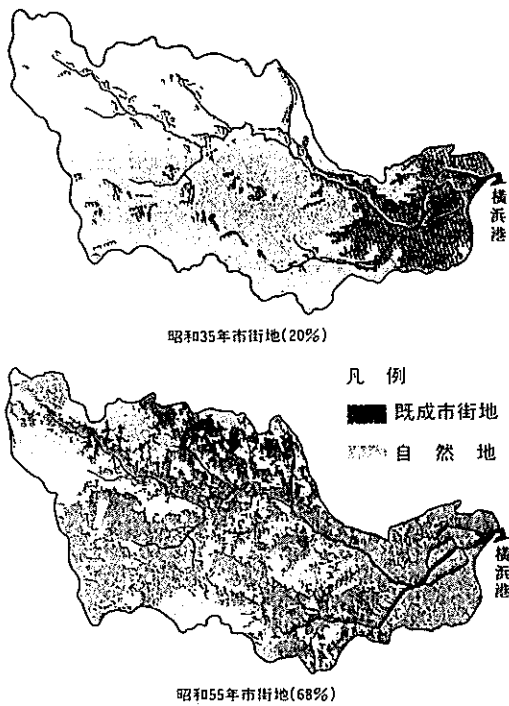 横浜港
昭和35年市街地(20%)
凡例
既成市街地
自然地
横浜港
昭和55年市街地(68%)